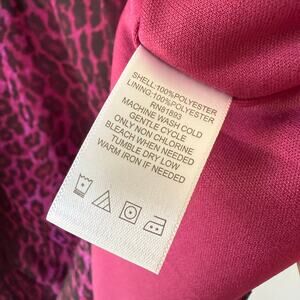 SHELL:100%POLYESTER
LINING:100%POLYESTER
RN81893
MACHINE WASH COLD
GENTLE CYCLE
ONLY NON CHLORINE
BLEACH WHEN NEEDED
TUMBLE DRY LOW
WARM IRON IF NEEDED